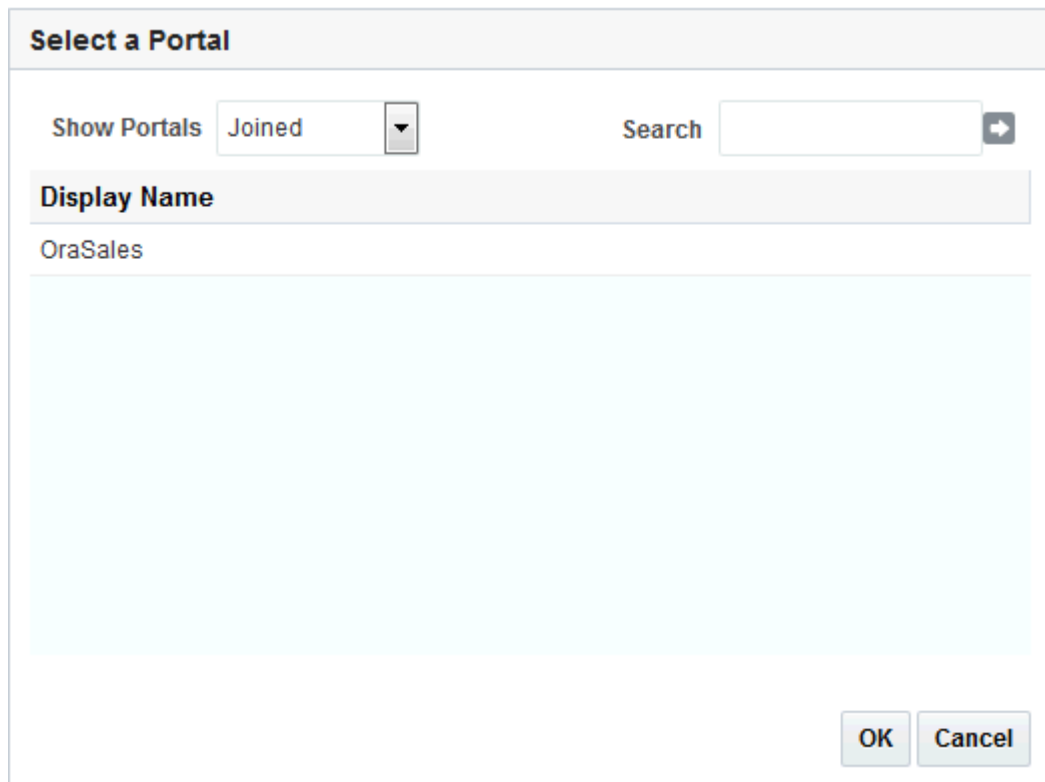 Select a Portal
Show Portals Joined Search
Display Name
OraSales
OK Cancel